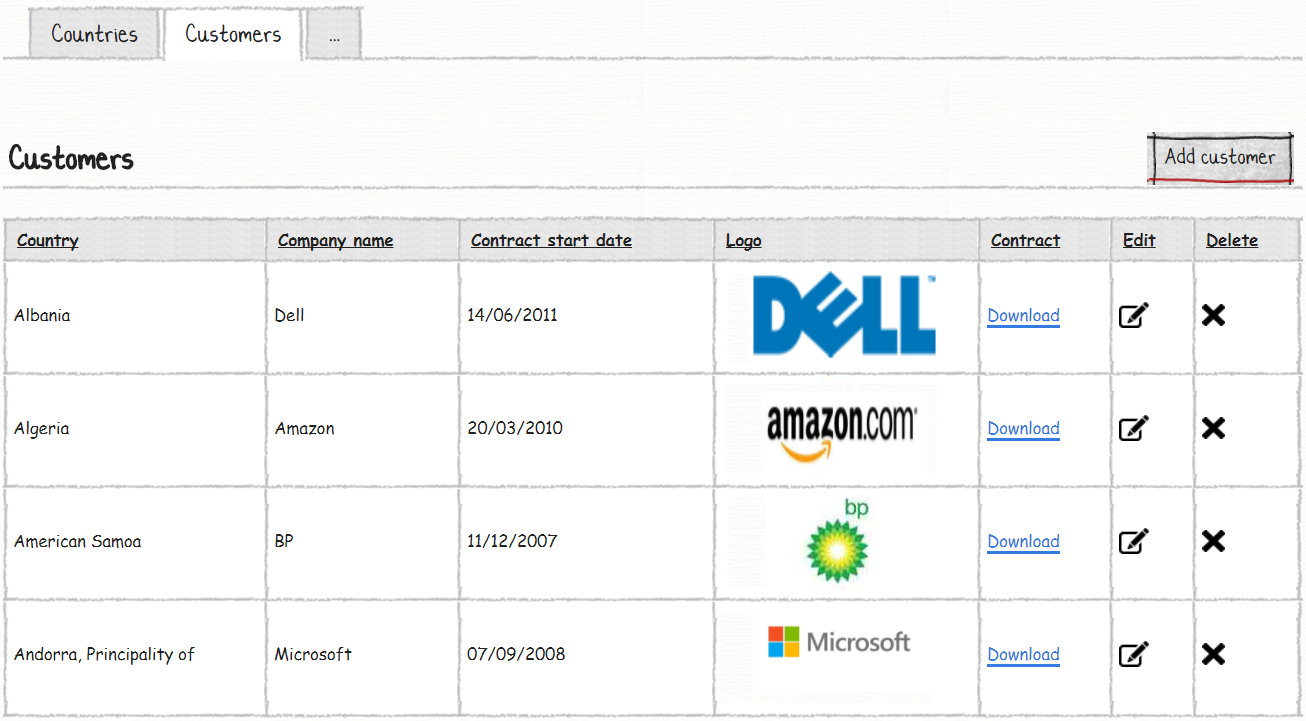 Countries Customers ...
Customers
Add customer
Country Company name Contract start date Logo Contract Edit Delete
Albania Dell 14/06/2011 DELL™ Download
Algeria Amazon 20/03/2010 amazon.com Download
American Samoa BP 11/12/2007 bp Download
Andorra, Principality of Microsoft 07/09/2008 Microsoft Download